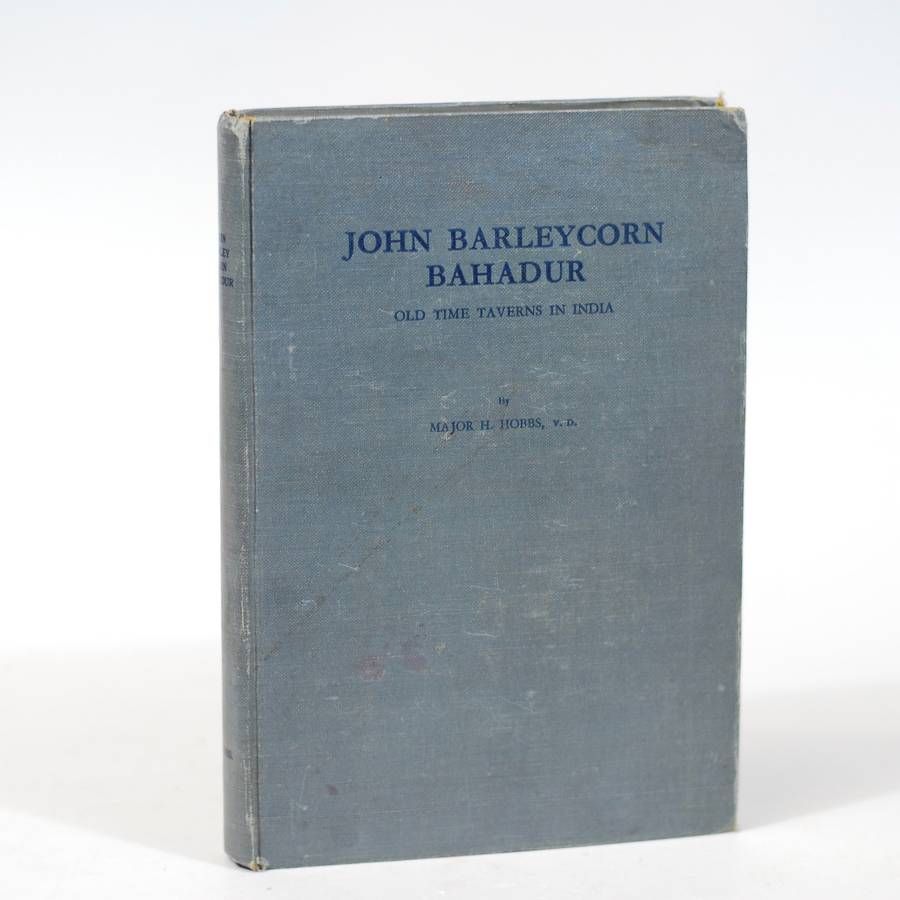 JOHN BARLEYCORN
BAHADUR
OLD TIME TAVERNS IN INDIA
By
MAJOR H. HOBBS, V. D.